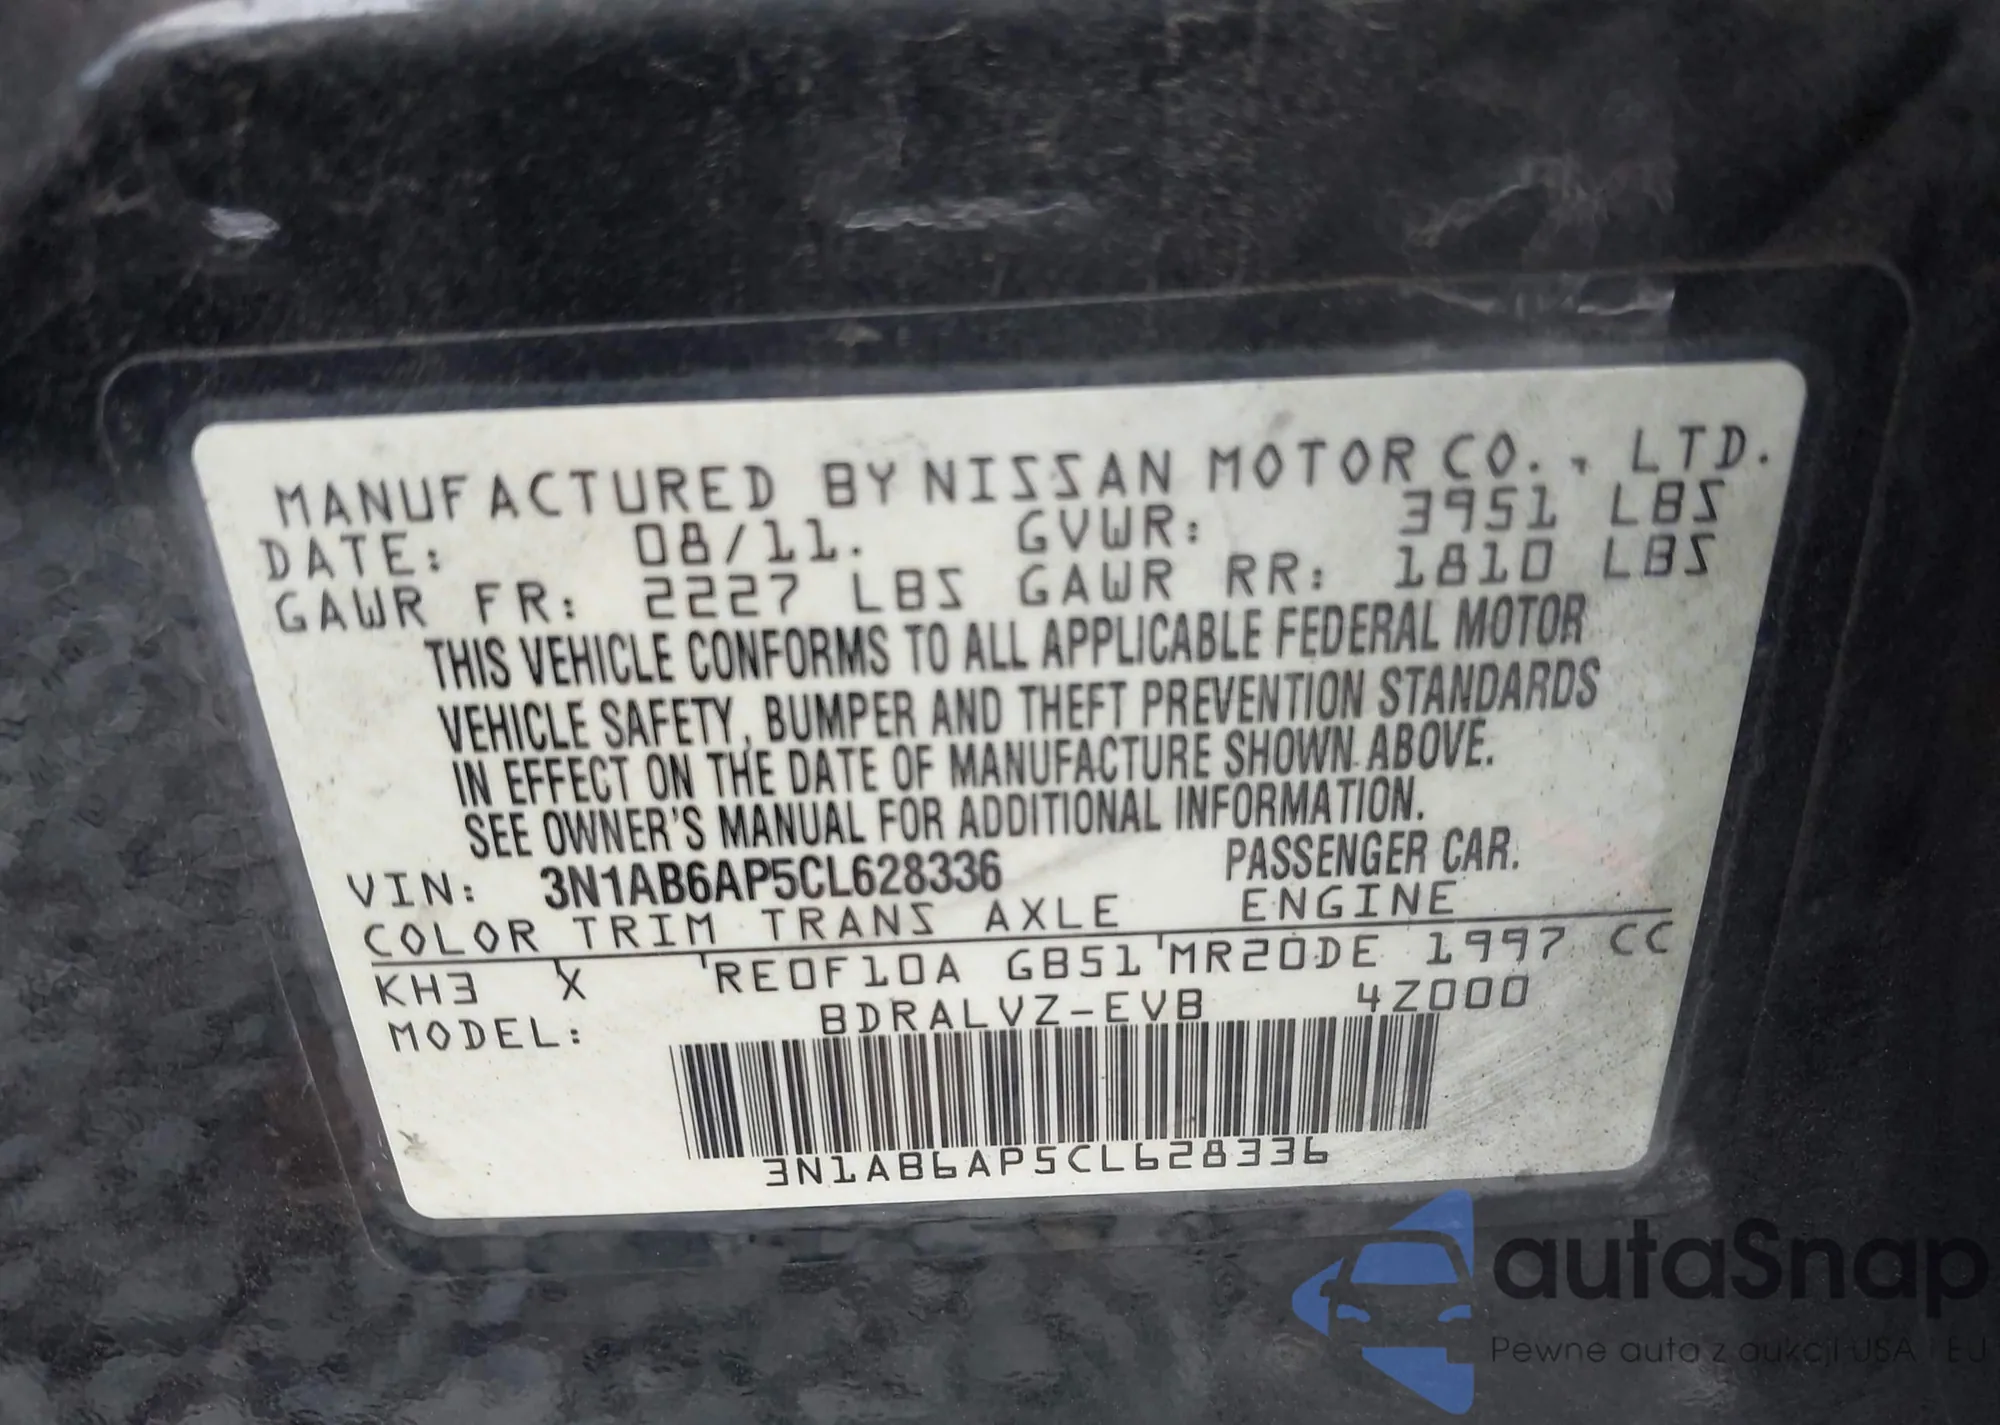 MANUFACTURED BY NISSAN MOTOR CO., LTD.
DATE: 08/11. GVWR: 3951 LBS
GAWR FR: 2227 LBS GAWR RR: 1810 LBS
THIS VEHICLE CONFORMS TO ALL APPLICABLE FEDERAL MOTOR
VEHICLE SAFETY, BUMPER AND THEFT PREVENTION STANDARDS
IN EFFECT ON THE DATE OF MANUFACTURE SHOWN ABOVE.
SEE OWNER'S MANUAL FOR ADDITIONAL INFORMATION.
VIN: 3N1AB6AP5CL628336 PASSENGER CAR.
COLOR TRIM TRANS AXLE ENGINE
KH3 X RE0F10A GB51 MR20DE 1997 CC
MODEL: BDRALVZ-EVB 4Z000
3N1AB6AP5CL628336
autaSnap
Pewne auta z aukcji USA i EU